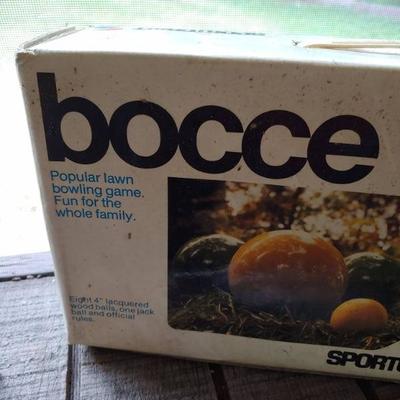 bocce
Popular lawn
bowling game.
Fun for the
whole family.
Eight 4" lacquered
wood balls, one jack
ball and official
rules.